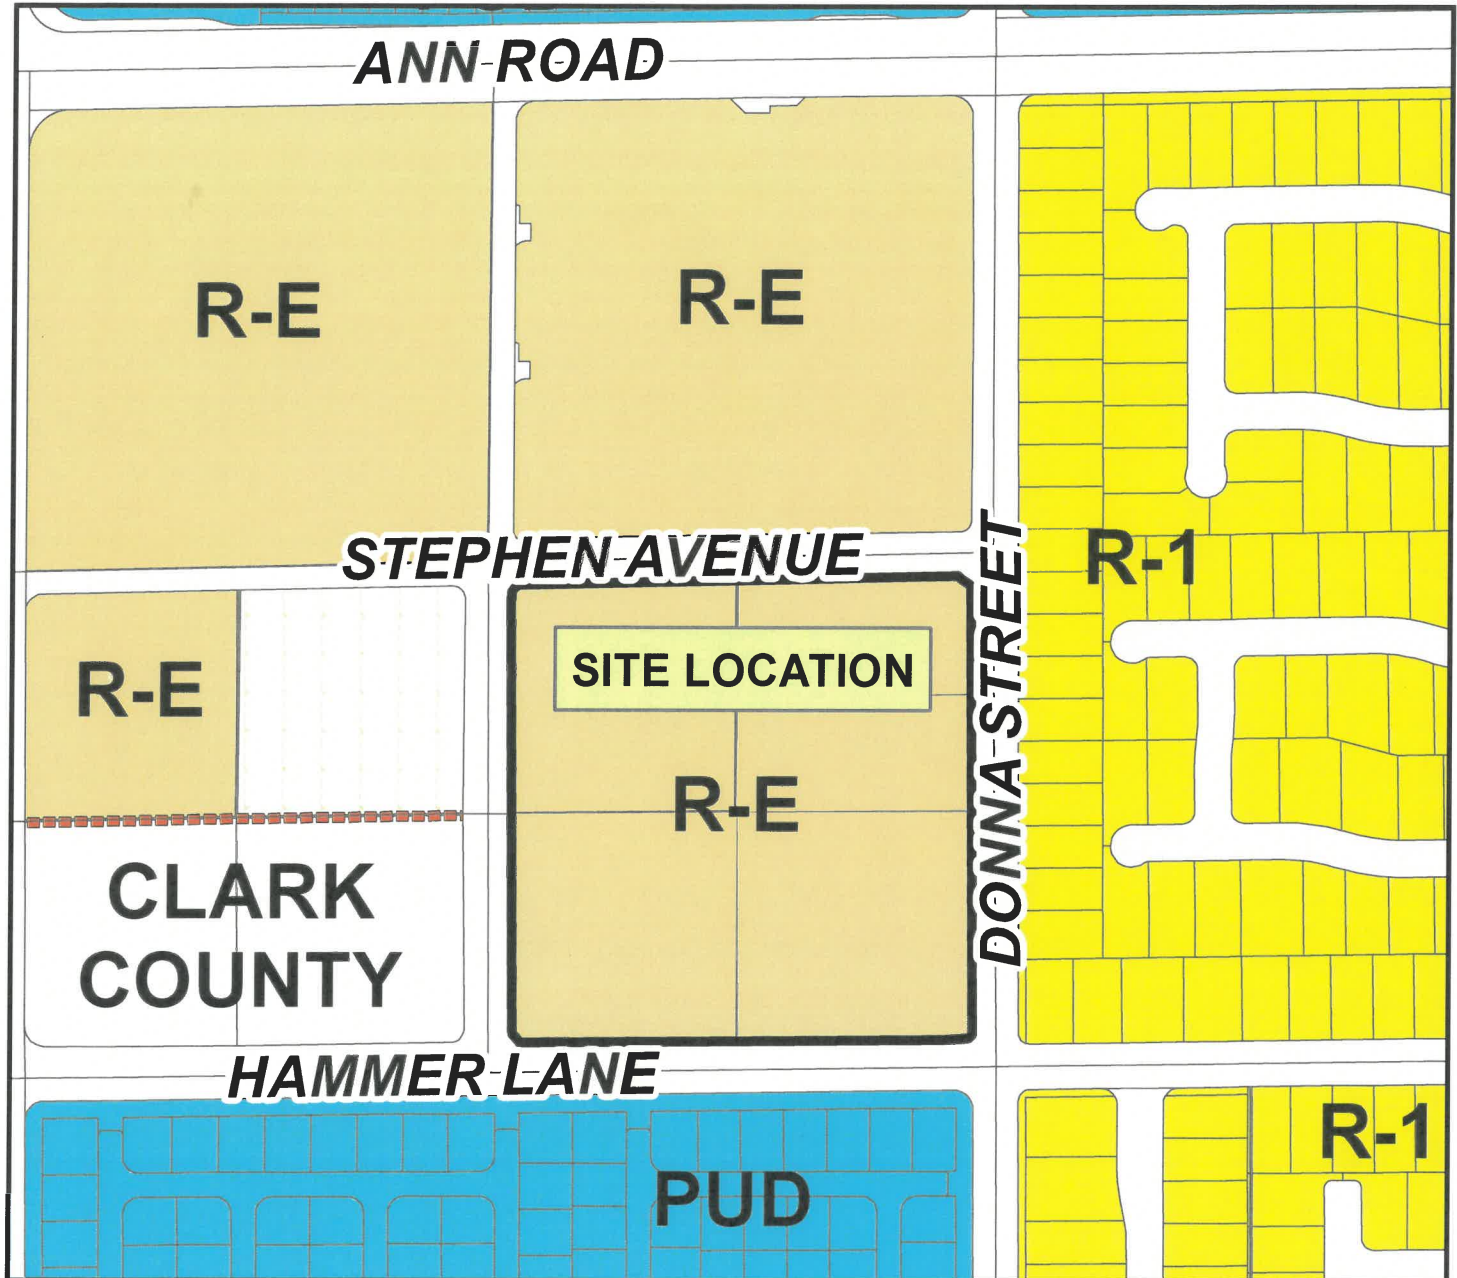 ANN ROAD
R-E
R-E
STEPHEN AVENUE
R-1
DONNA STREET
SITE LOCATION
R-E
R-E
CLARK
COUNTY
HAMMER LANE
R-1
PUD